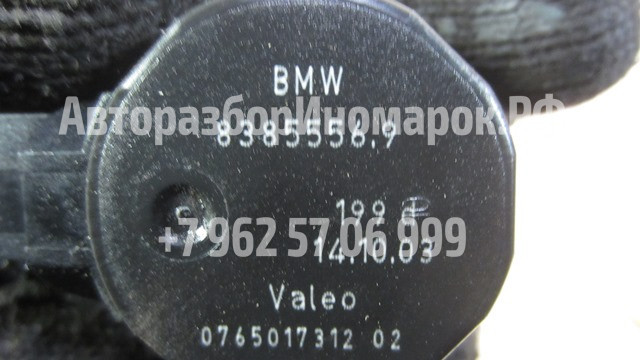 BMW
АвторазборИномарок.РФ
8385556.9
199
+7 962 57 06 999
14.10.03
Valeo
0765017312 02